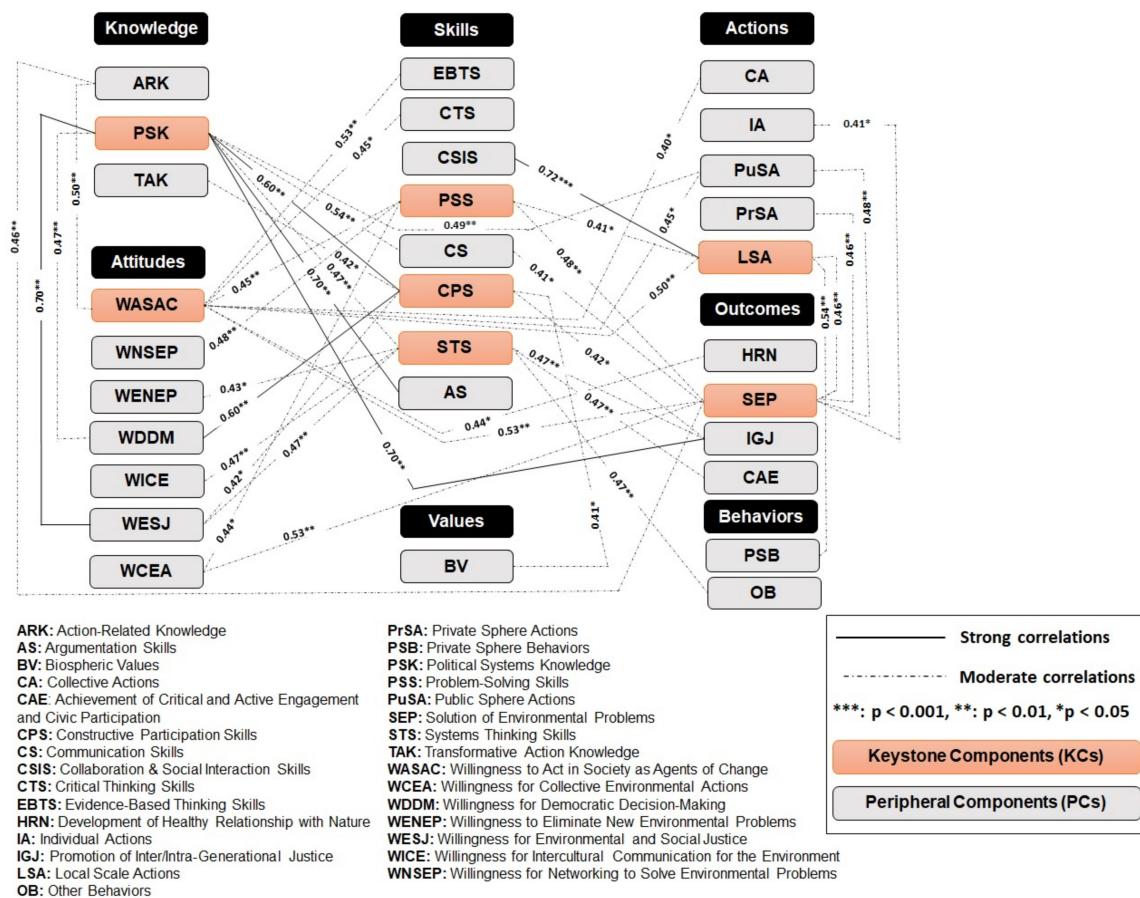 Knowledge
ARK
PSK
TAK
Attitudes
WASAC
WNSEP
WENEP
WDDM
WICE
WESJ
WCEA
Skills
EBTS
CTS
CSIS
PSS
CS
CPS
STS
AS
Values
BV
Actions
CA
IA
PuSA
PrSA
LSA
Outcomes
HRN
SEP
IGJ
CAE
Behaviors
PSB
OB
0.46**
0.70**
0.47**
0.50**
0.53**
0.45*
0.60**
0.54**
0.49**
0.42*
0.47**
0.70**
0.45**
0.48**
0.43*
0.60**
0.47**
0.42*
0.47**
0.44*
0.53**
0.70**
0.44*
0.53**
0.72***
0.41*
0.48**
0.41*
0.40*
0.45*
0.50**
0.42*
0.47**
0.47**
0.47**
0.41*
0.41*
0.48**
0.46**
0.46**
0.54**
ARK: Action-Related Knowledge
AS: Argumentation Skills
BV: Biospheric Values
CA: Collective Actions
CAE: Achievement of Critical and Active Engagement
and Civic Participation
CPS: Constructive Participation Skills
CS: Communication Skills
CSIS: Collaboration & Social Interaction Skills
CTS: Critical Thinking Skills
EBTS: Evidence-Based Thinking Skills
HRN: Development of Healthy Relationship with Nature
IA: Individual Actions
IGJ: Promotion of Inter/Intra-Generational Justice
LSA: Local Scale Actions
OB: Other Behaviors
PrSA: Private Sphere Actions
PSB: Private Sphere Behaviors
PSK: Political Systems Knowledge
PSS: Problem-Solving Skills
PuSA: Public Sphere Actions
SEP: Solution of Environmental Problems
STS: Systems Thinking Skills
TAK: Transformative Action Knowledge
WASAC: Willingness to Act in Society as Agents of Change
WCEA: Willingness for Collective Environmental Actions
WDDM: Willingness for Democratic Decision-Making
WENEP: Willingness to Eliminate New Environmental Problems
WESJ: Willingness for Environmental and Social Justice
WICE: Willingness for Intercultural Communication for the Environment
WNSEP: Willingness for Networking to Solve Environmental Problems
Strong correlations
Moderate correlations
***: p < 0.001, **: p < 0.01, *p < 0.05
Keystone Components (KCs)
Peripheral Components (PCs)